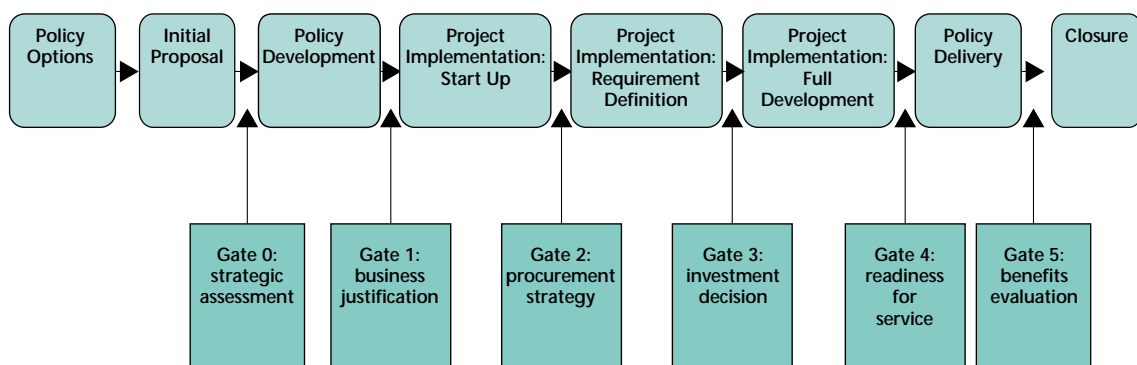 Policy
Options
Initial
Proposal
Policy
Development
Project
Implementation:
Start Up
Project
Implementation:
Requirement
Definition
Project
Implementation:
Full
Development
Policy
Delivery
Closure
Gate 0:
strategic
assessment
Gate 1:
business
justification
Gate 2:
procurement
strategy
Gate 3:
investment
decision
Gate 4:
readiness
for
service
Gate 5:
benefits
evaluation